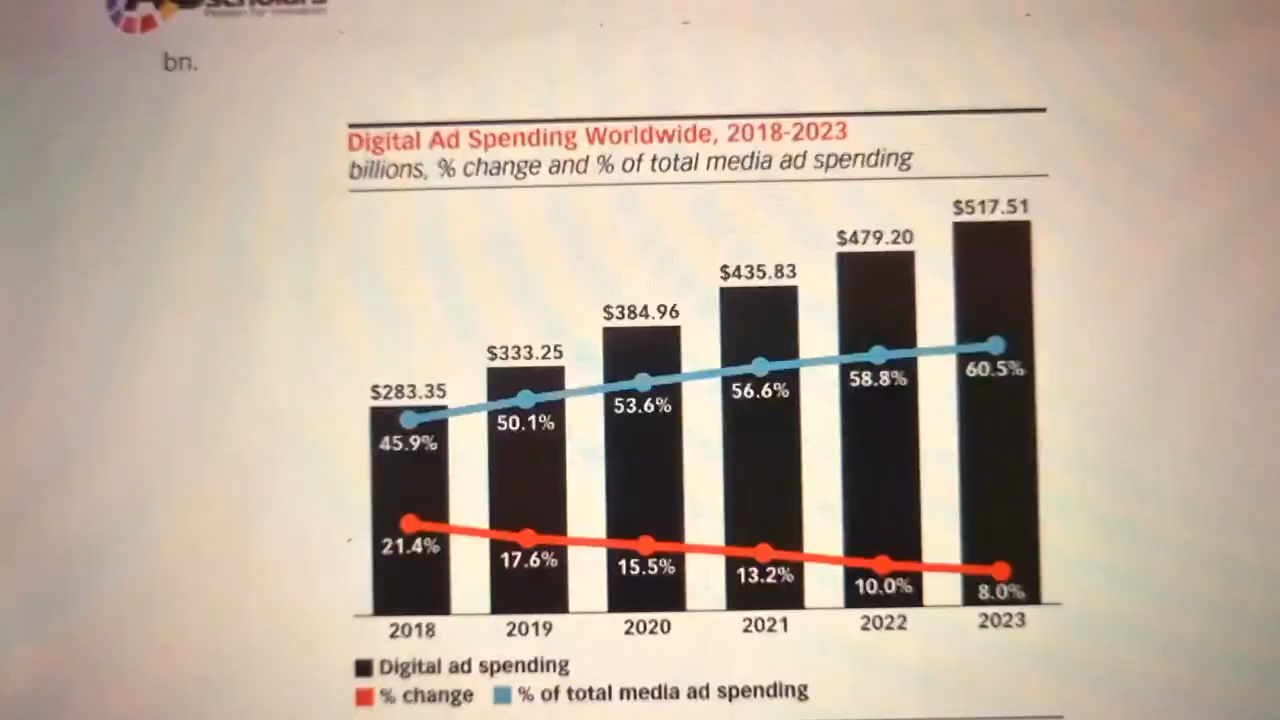 bn.
Digital Ad Spending Worldwide, 2018-2023
billions, % change and % of total media ad spending
$517.51
$479.20
$435.83
$384.96
$333.25
$283.35
45.9% 50.1% 53.6% 56.6% 58.8% 60.5%
21.4% 17.6% 15.5% 13.2% 10.0% 8.0%
2018 2019 2020 2021 2022 2023
Digital ad spending
% change % of total media ad spending